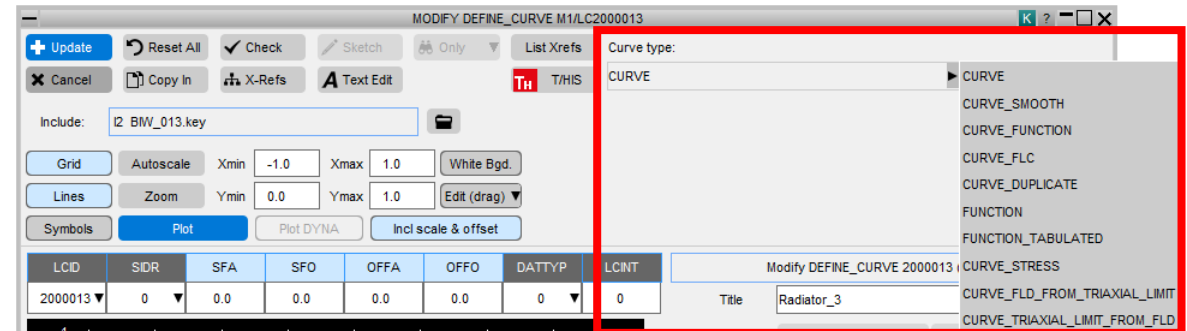 MODIFY DEFINE_CURVE M1/LC2000013
K ?
Update Reset All Check Sketch Only List Xrefs Curve type:
Cancel Copy In X-Refs A Text Edit TH T/HIS CURVE CURVE
CURVE_SMOOTH
Include: I2 BIW_013.key CURVE_FUNCTION
Grid Autoscale Xmin -1.0 Xmax 1.0 White Bgd. CURVE_FLC
Lines Zoom Ymin 0.0 Ymax 1.0 Edit (drag) CURVE_DUPLICATE
FUNCTION
Symbols Plot Plot DYNA Incl scale & offset FUNCTION_TABULATED
LCID SIDR SFA SFO OFFA OFFO DATTYP LCINT Modify DEFINE_CURVE 2000013 CURVE_STRESS
2000013 0 0.0 0.0 0.0 0.0 0 0 Title Radiator_3 CURVE_FLD_FROM_TRIAXIAL_LIMIT
CURVE_TRIAXIAL_LIMIT_FROM_FLD